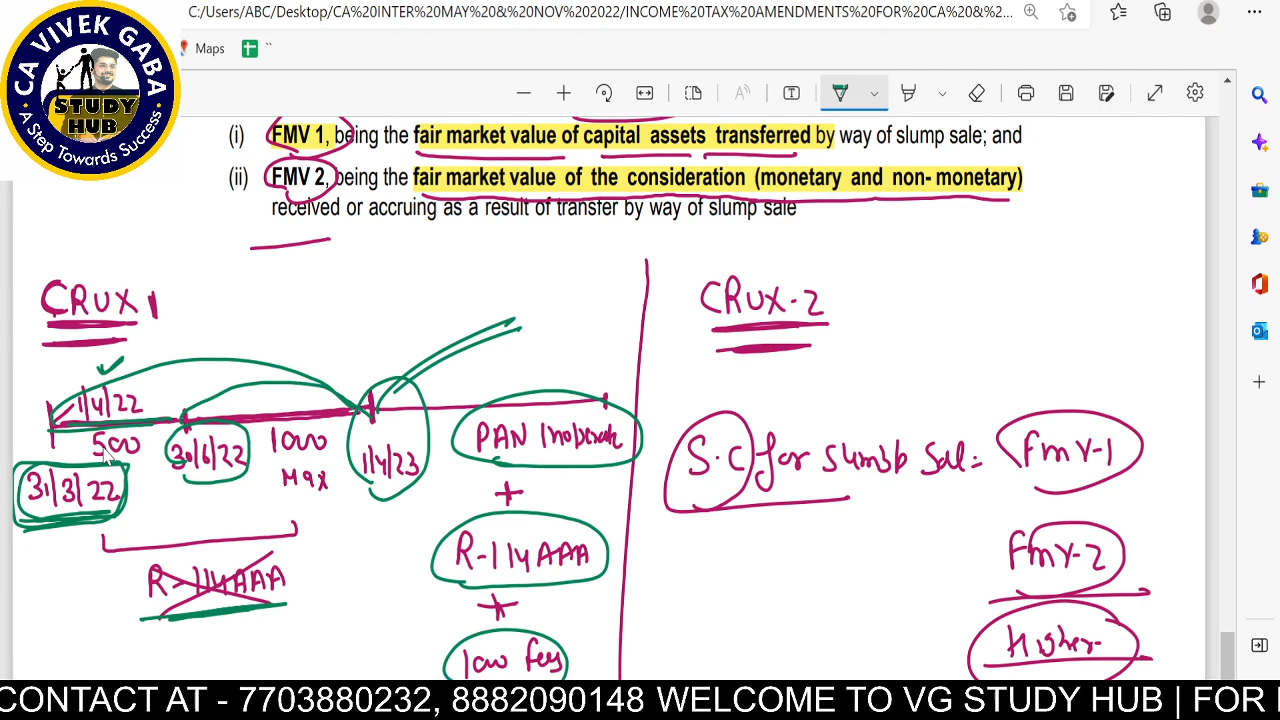 C:/Users/ABC/Desktop/CA%20INTER%20MAY%20&%20NOV%202022/INCOME%20TAX%20AMENDMENTS%20FOR%20CA%20&%2...
CA VIVEK GABA
STUDY
HUB
A Step Towards Success
Maps
(i) FMV 1, being the fair market value of capital assets transferred by way of slump sale; and
(ii) FMV 2, being the fair market value of the consideration (monetary and non- monetary)
received or accruing as a result of transfer by way of slump sale
CRUX 1
CRUX-2
1/4/22
500
30/6/22
1000
Max
1/4/23
31/3/22
R-114AAA
PAN Inoperate
+
R-114AAA
+
1000 fees
S.C for slump Sale = FMV-1
FMV-2
Higher
CONTACT AT - 7703880232, 8882090148 WELCOME TO VG STUDY HUB | FOR